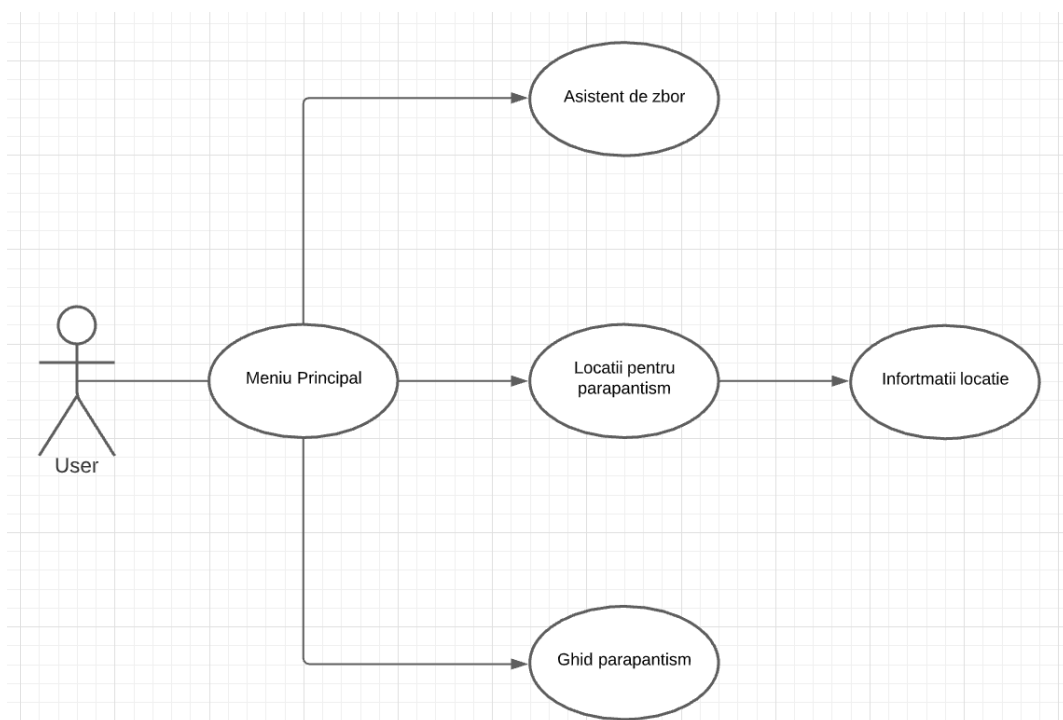 Asistent de zbor
Meniu Principal
Locatii pentru
parapantism
Infortmatii locatie
User
Ghid parapantism